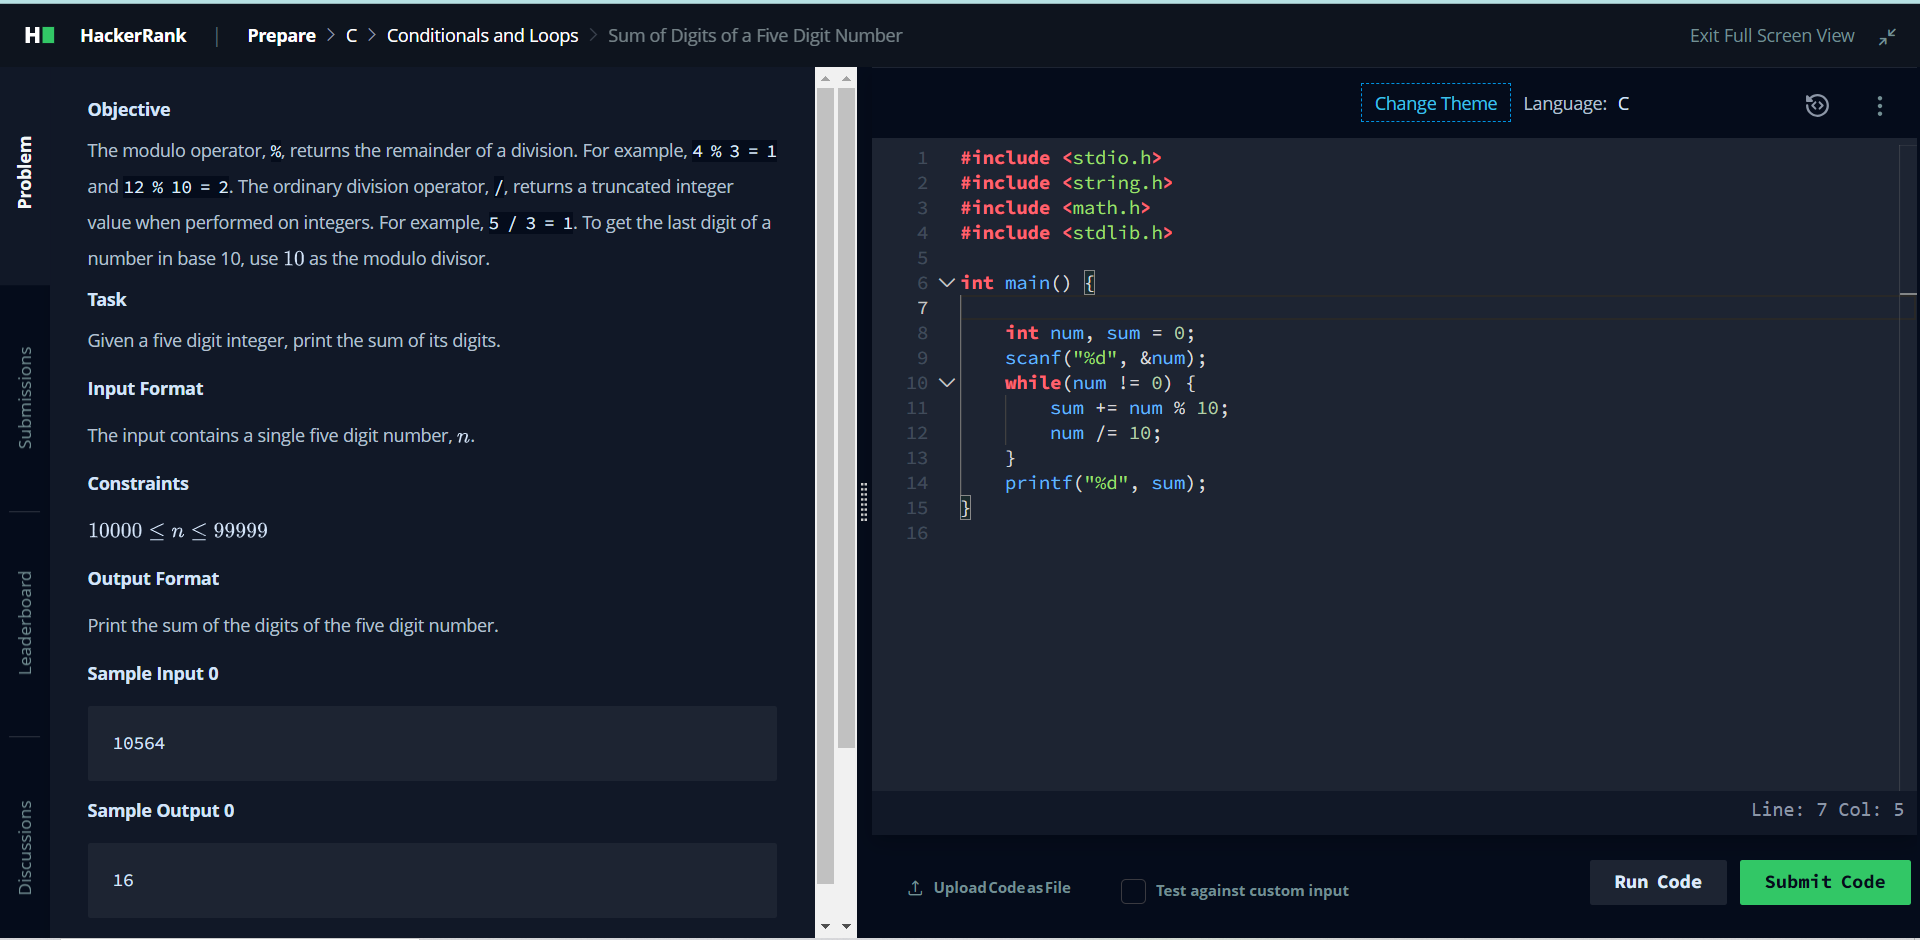 H HackerRank | Prepare > C > Conditionals and Loops > Sum of Digits of a Five Digit Number
Exit Full Screen View
Problem
Submissions
Leaderboard
Discussions
Objective
The modulo operator, %, returns the remainder of a division. For example, 4 % 3 = 1
and 12 % 10 = 2. The ordinary division operator, /, returns a truncated integer
value when performed on integers. For example, 5 / 3 = 1. To get the last digit of a
number in base 10, use 10 as the modulo divisor.
Task
Given a five digit integer, print the sum of its digits.
Input Format
The input contains a single five digit number, n.
Constraints
10000 ≤ n ≤ 99999
Output Format
Print the sum of the digits of the five digit number.
Sample Input 0
10564
Sample Output 0
16
Change Theme Language: C
1 #include <stdio.h>
2 #include <string.h>
3 #include <math.h>
4 #include <stdlib.h>
5
6 int main() {
7
8 int num, sum = 0;
9 scanf("%d", &num);
10 while(num != 0) {
11 sum += num % 10;
12 num /= 10;
13 }
14 printf("%d", sum);
15 }
16
Line: 7 Col: 5
Upload Code as File
Test against custom input
Run Code
Submit Code